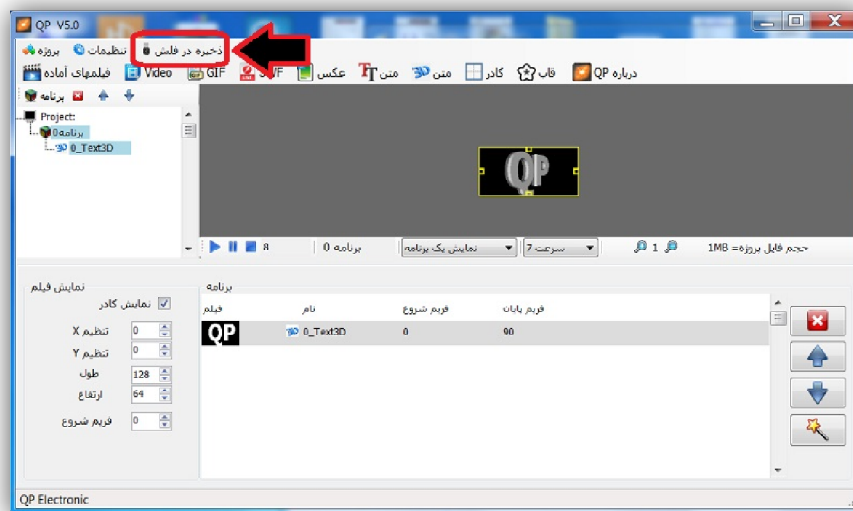 QP V5.0
پروژه تنظیمات ذخیره در فلش
فیلمهای آماده Video GIF SWF عکس متن متن 3D کادر قاب درباره QP
برنامه
Project:
برنامه0
3D 0_Text3D
QP
8 برنامه 0 نمایش یک برنامه سرعت 7 1 حجم فایل پروژه= 1MB
نمایش فیلم
نمایش کادر
تنظیم X 0
تنظیم Y 0
طول 128
ارتفاع 64
فریم شروع 0
برنامه
فیلم نام فریم شروع فریم پایان
QP 3D 0_Text3D 0 90
QP Electronic